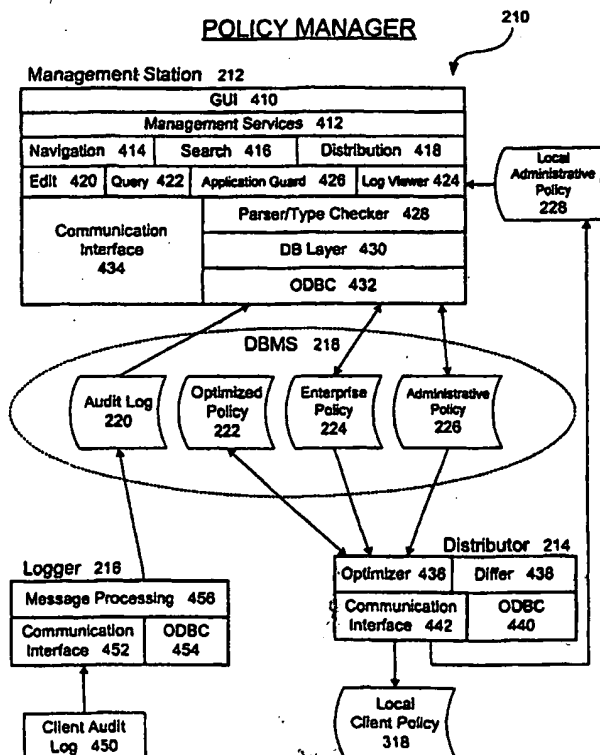 POLICY MANAGER
210
Management Station 212
GUI 410
Management Services 412
Navigation 414 Search 416 Distribution 418
Edit 420 Query 422 Application Guard 426 Log Viewer 424
Local
Administrative
Policy
228
Communication
Interface
434
Parser/Type Checker 428
DB Layer 430
ODBC 432
DBMS 218
Audit Log
220
Optimized
Policy
222
Enterprise
Policy
224
Administrative
Policy
226
Logger 216
Message Processing 456
Communication
Interface 452
ODBC
454
Client Audit
Log 450
Distributor 214
Optimizer 436 Differ 438
Communication
Interface 442
ODBC
440
Local
Client Policy
318